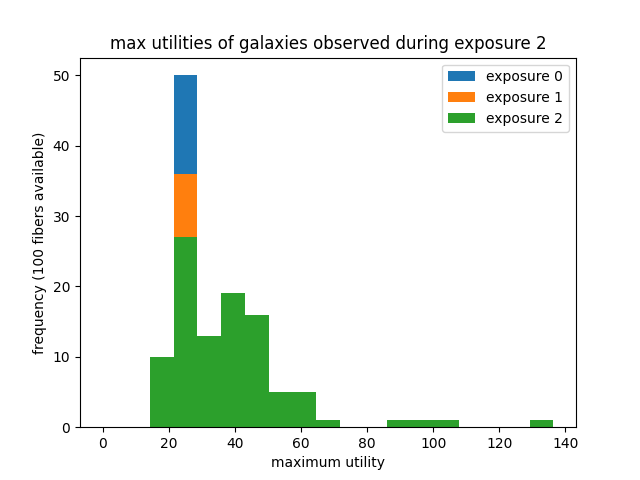 max utilities of galaxies observed during exposure 2
50
40
30
20
10
0
frequency (100 fibers available)
exposure 0
exposure 1
exposure 2
0 20 40 60 80 100 120 140
maximum utility